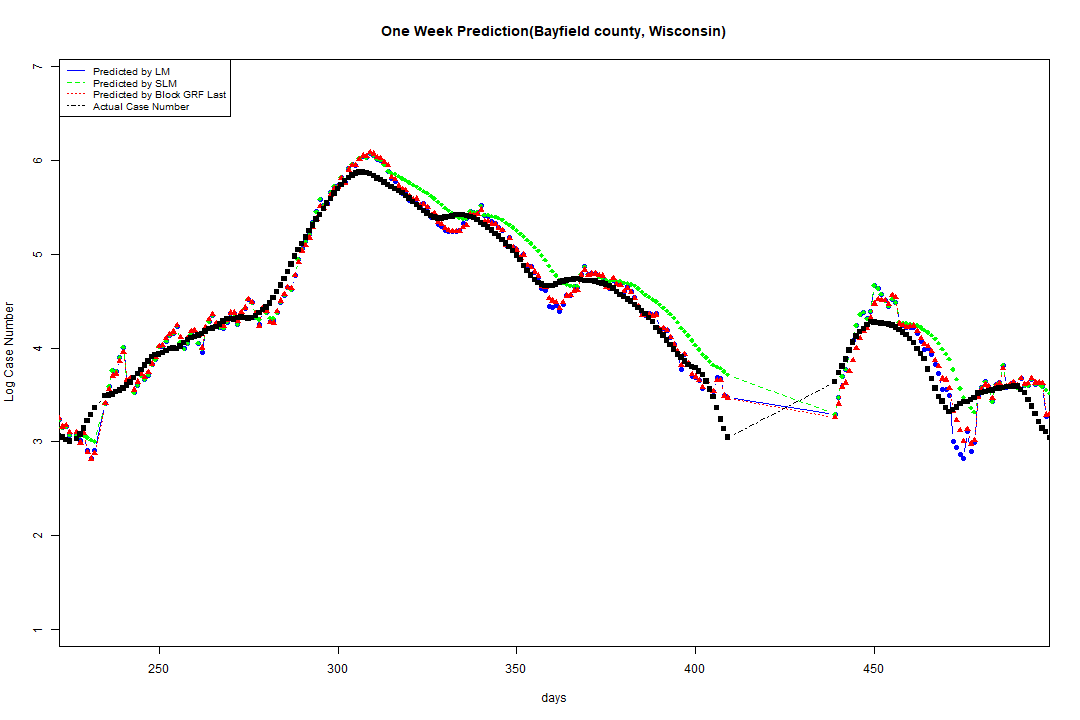 One Week Prediction(Bayfield county, Wisconsin)
Predicted by LM
Predicted by SLM
Predicted by Block GRF Last
Actual Case Number
7
6
5
4
3
2
1
Log Case Number
250 300 350 400 450
days